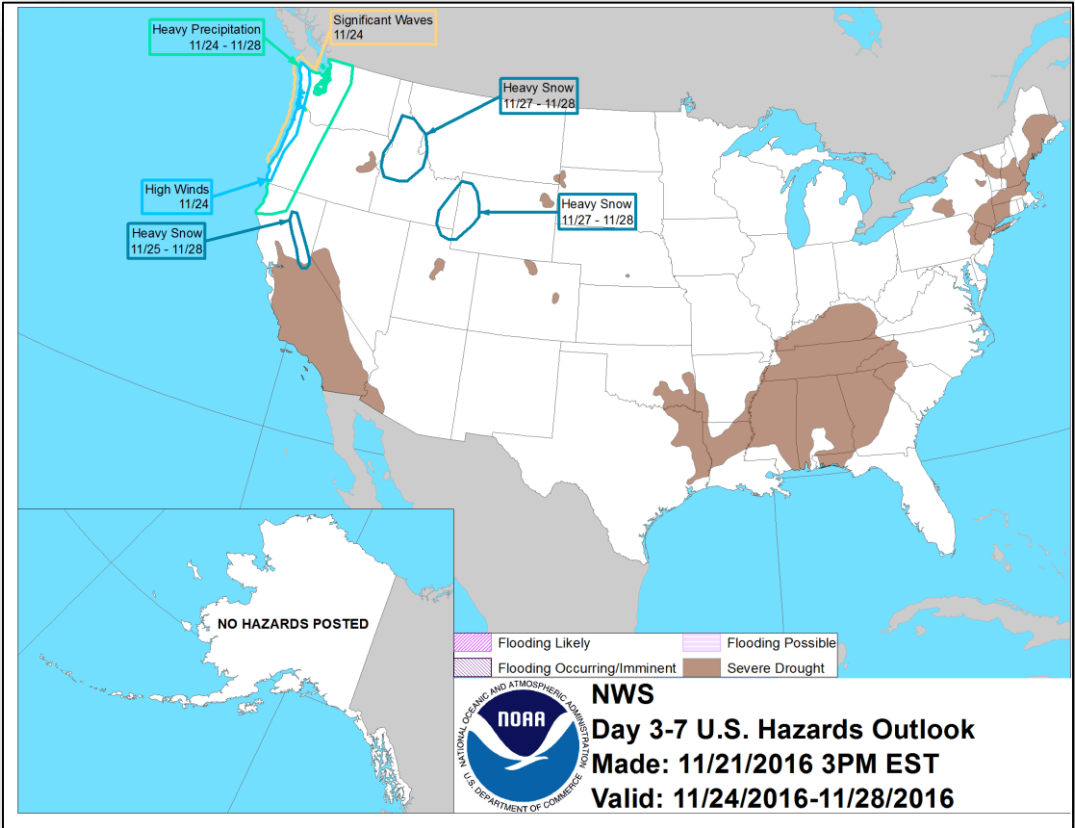 Significant Waves
11/24
Heavy Precipitation
11/24 - 11/28
Heavy Snow
11/27 - 11/28
High Winds
11/24
Heavy Snow
11/27 - 11/28
Heavy Snow
11/25 - 11/28
NO HAZARDS POSTED
Flooding Likely
Flooding Possible
Flooding Occurring/Imminent
Severe Drought
NATIONAL OCEANIC AND ATMOSPHERIC ADMINISTRATION
NOAA
U.S. DEPARTMENT OF COMMERCE
NWS
Day 3-7 U.S. Hazards Outlook
Made: 11/21/2016 3PM EST
Valid: 11/24/2016-11/28/2016